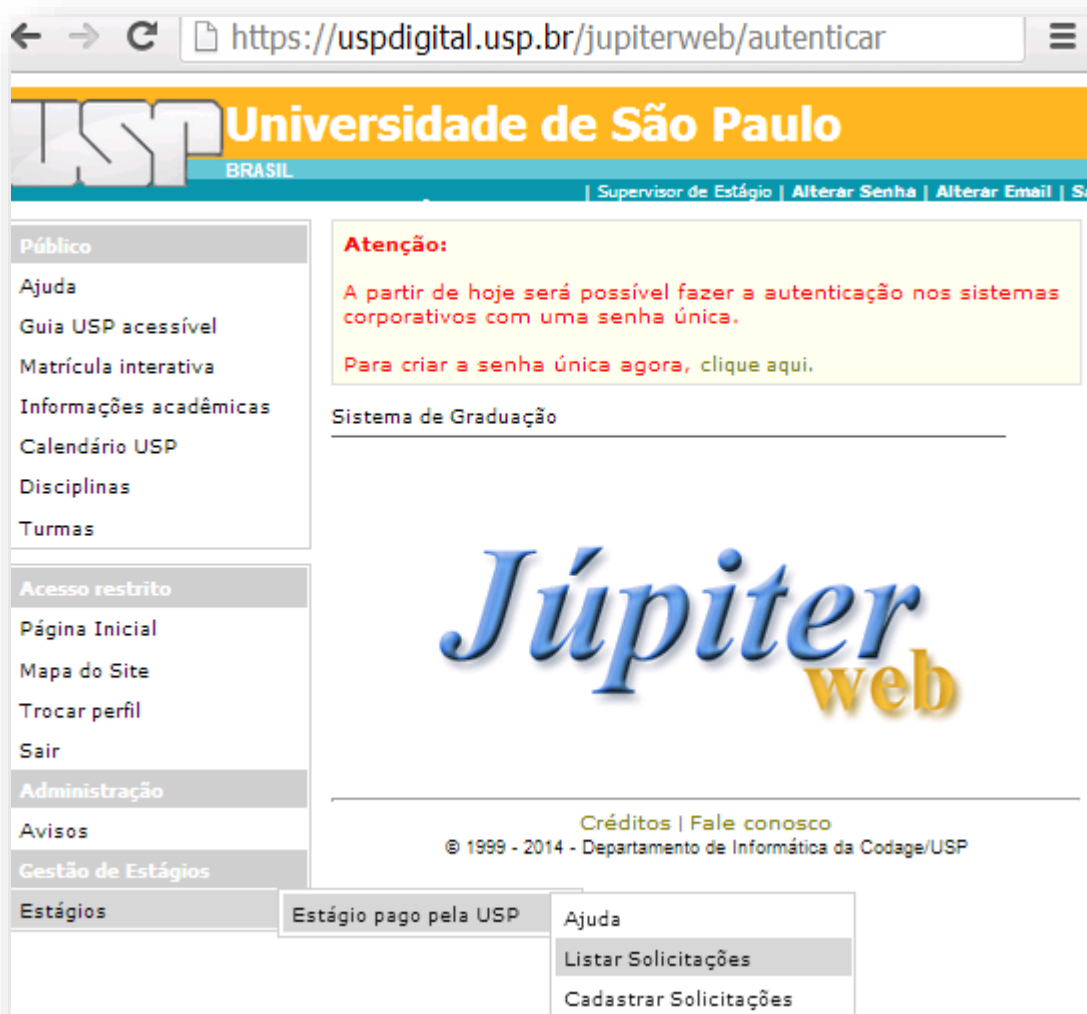 https://uspdigital.usp.br/jupiterweb/autenticar
USP
Universidade de São Paulo
BRASIL
| Supervisor de Estágio | Alterar Senha | Alterar Email |
Público
Ajuda
Guia USP acessível
Matrícula interativa
Informações acadêmicas
Calendário USP
Disciplinas
Turmas
Acesso restrito
Página Inicial
Mapa do Site
Trocar perfil
Sair
Administração
Avisos
Gestão de Estágios
Estágios
Estágio pago pela USP
Ajuda
Listar Solicitações
Cadastrar Solicitações
Atenção:
A partir de hoje será possível fazer a autenticação nos sistemas
corporativos com uma senha única.
Para criar a senha única agora, clique aqui.
Sistema de Graduação
Júpiter
web
Créditos | Fale conosco
© 1999 - 2014 - Departamento de Informática da Codage/USP